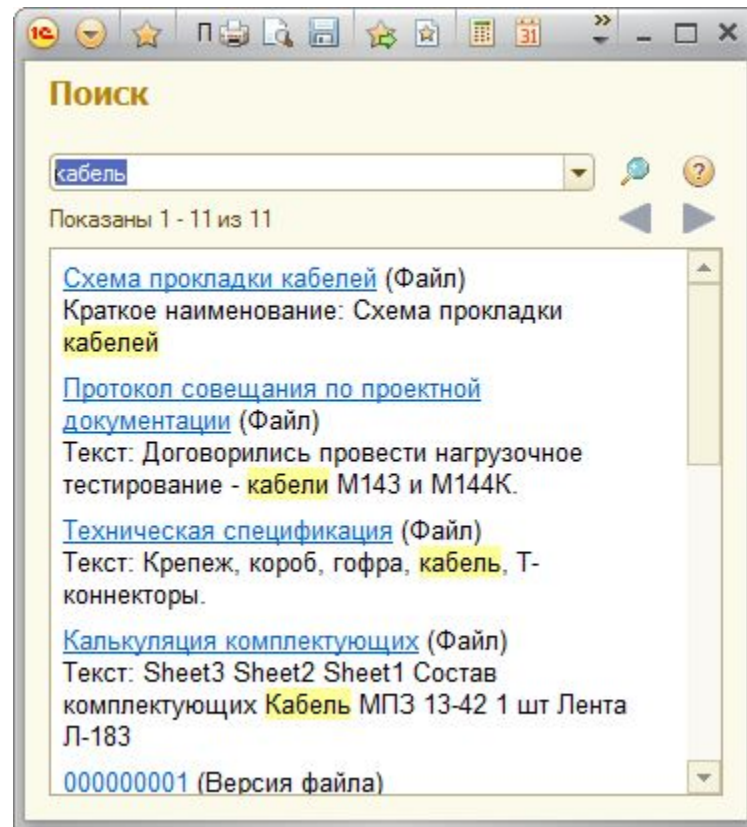 1С П 31
Поиск
кабель
Показаны 1 - 11 из 11
Схема прокладки кабелей (Файл)
Краткое наименование: Схема прокладки
кабелей
Протокол совещания по проектной
документации (Файл)
Текст: Договорились провести нагрузочное
тестирование - кабели М143 и М144К.
Техническая спецификация (Файл)
Текст: Крепеж, короб, гофра, кабель, Т-
коннекторы.
Калькуляция комплектующих (Файл)
Текст: Sheet3 Sheet2 Sheet1 Состав
комплектующих Кабель МПЗ 13-42 1 шт Лента
Л-183
000000001 (Версия файла)